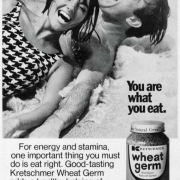 You are
what
you eat.
KRETSCHMER
wheat
germ
For energy and stamina,
one important thing you must
do is eat right. Good-tasting
Kretschmer Wheat Germ